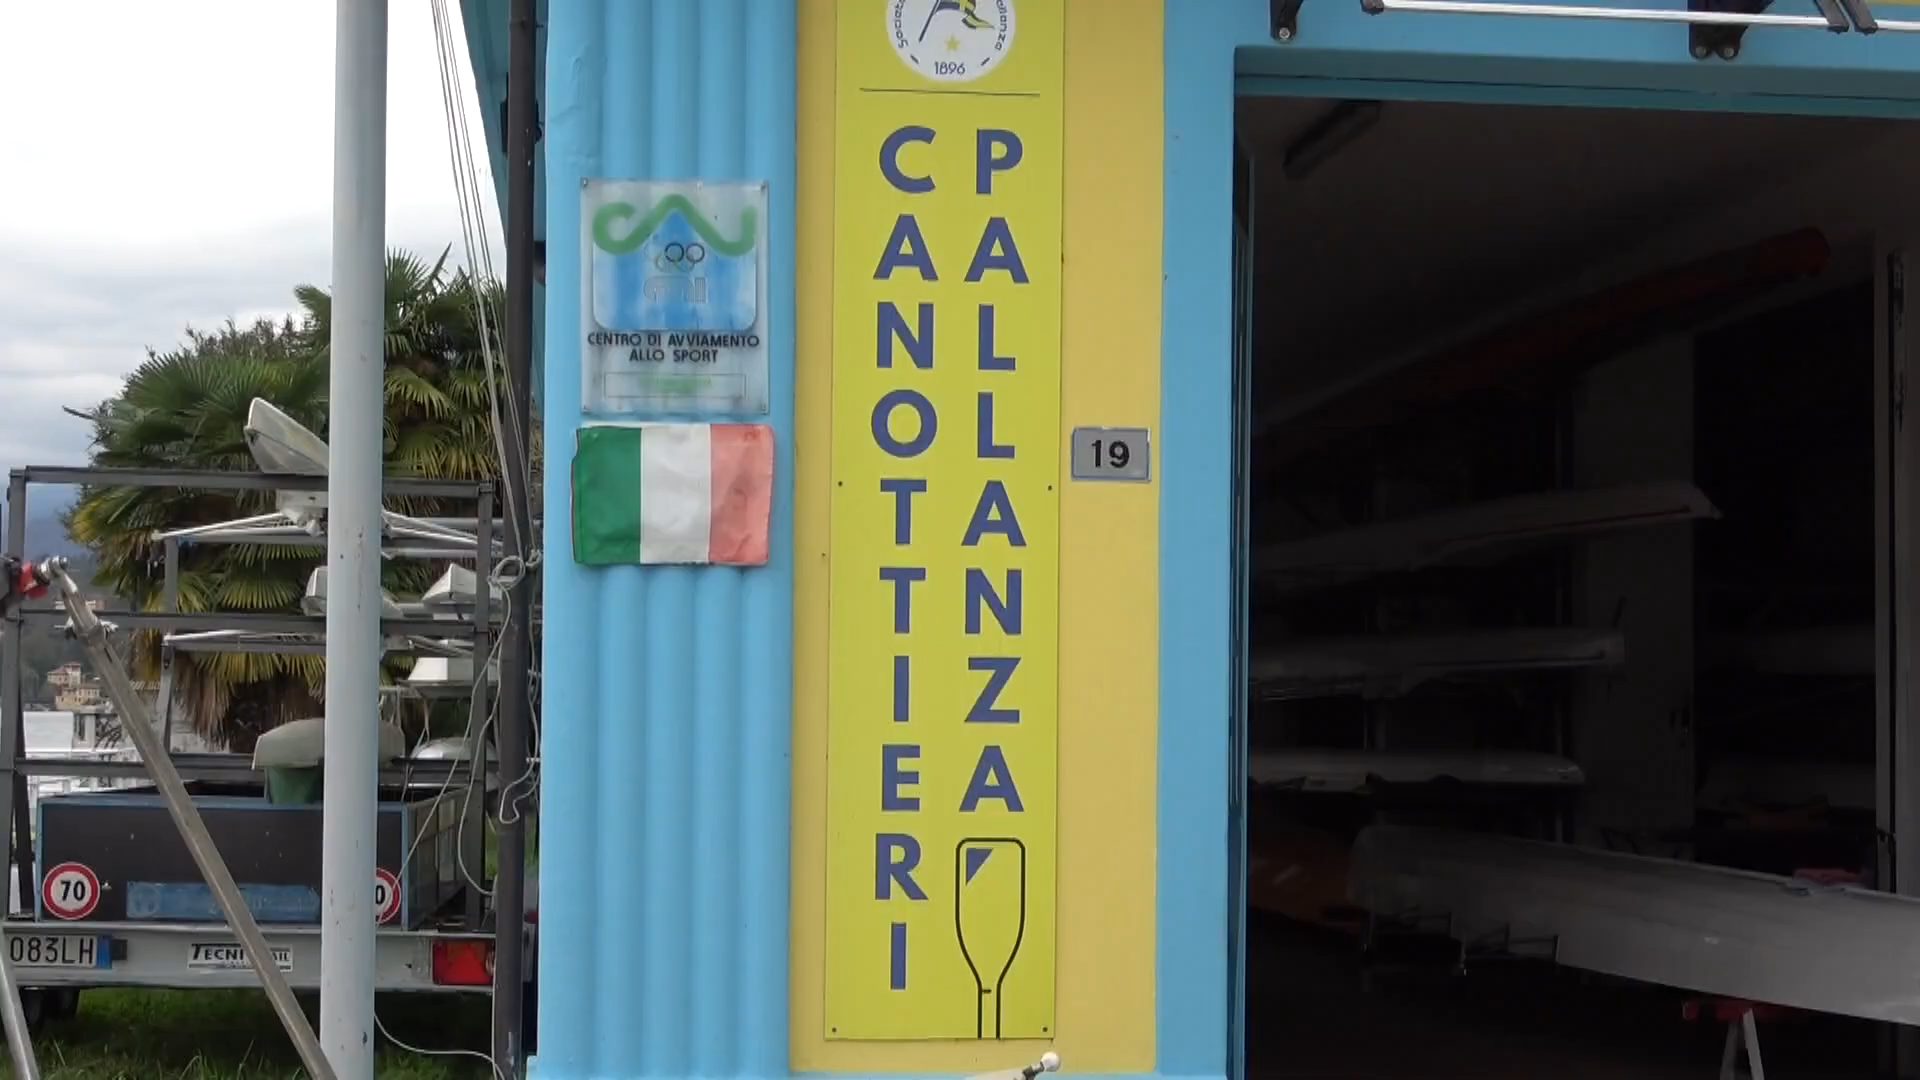 1896
CANOTTIERI
PALLANZA
CENTRO DI AVVIAMENTO
ALLO SPORT
19
70
083LH